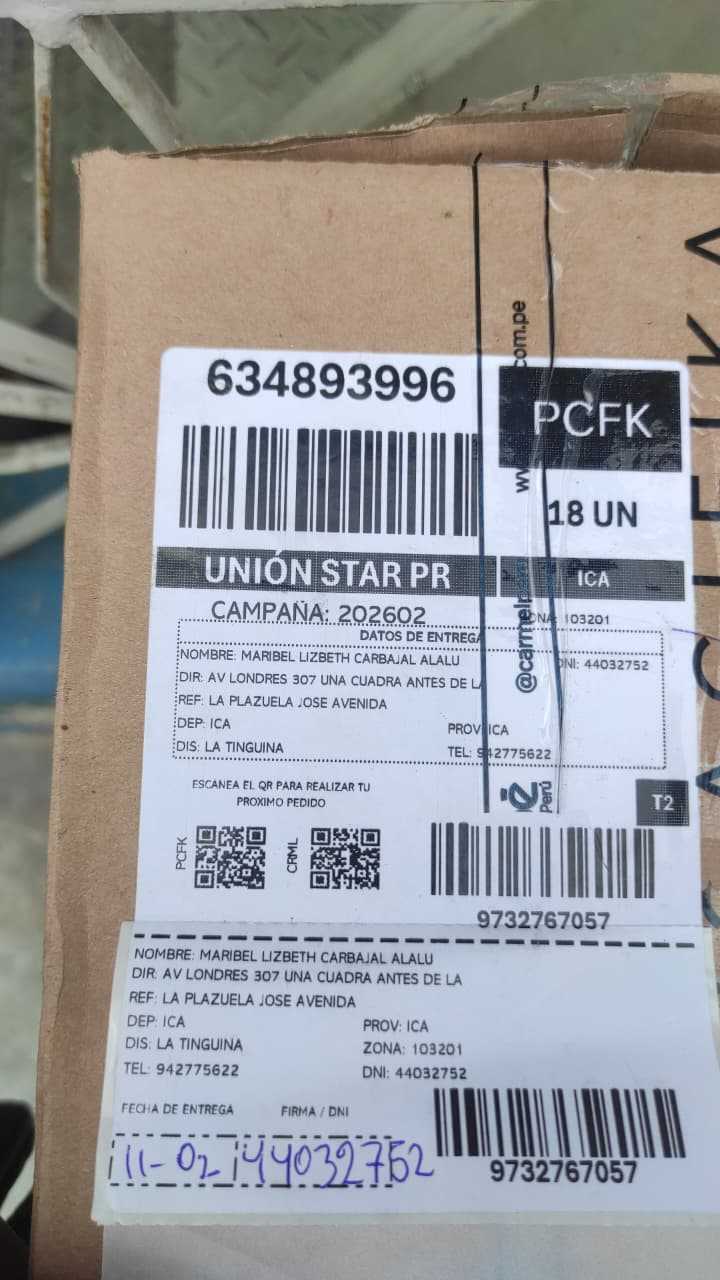 634893996
PCFK
18 UN
UNIÓN STAR PR
ICA
CAMPAÑA: 202602
ZONA: 103201
DATOS DE ENTREGA
NOMBRE: MARIBEL LIZBETH CARBAJAL ALALU
DNI: 44032752
DIR: AV LONDRES 307 UNA CUADRA ANTES DE LA
REF: LA PLAZUELA JOSE AVENIDA
DEP: ICA
PROV: ICA
DIS: LA TINGUINA
TEL: 942775622
ESCANEA EL QR PARA REALIZAR TU
PROXIMO PEDIDO
T2
PCFK
CRML
Perú
9732767057
NOMBRE: MARIBEL LIZBETH CARBAJAL ALALU
DIR: AV LONDRES 307 UNA CUADRA ANTES DE LA
REF: LA PLAZUELA JOSE AVENIDA
DEP: ICA
PROV: ICA
DIS: LA TINGUINA
ZONA: 103201
TEL: 942775622
DNI: 44032752
FECHA DE ENTREGA
FIRMA / DNI
11-02
44032752
9732767057